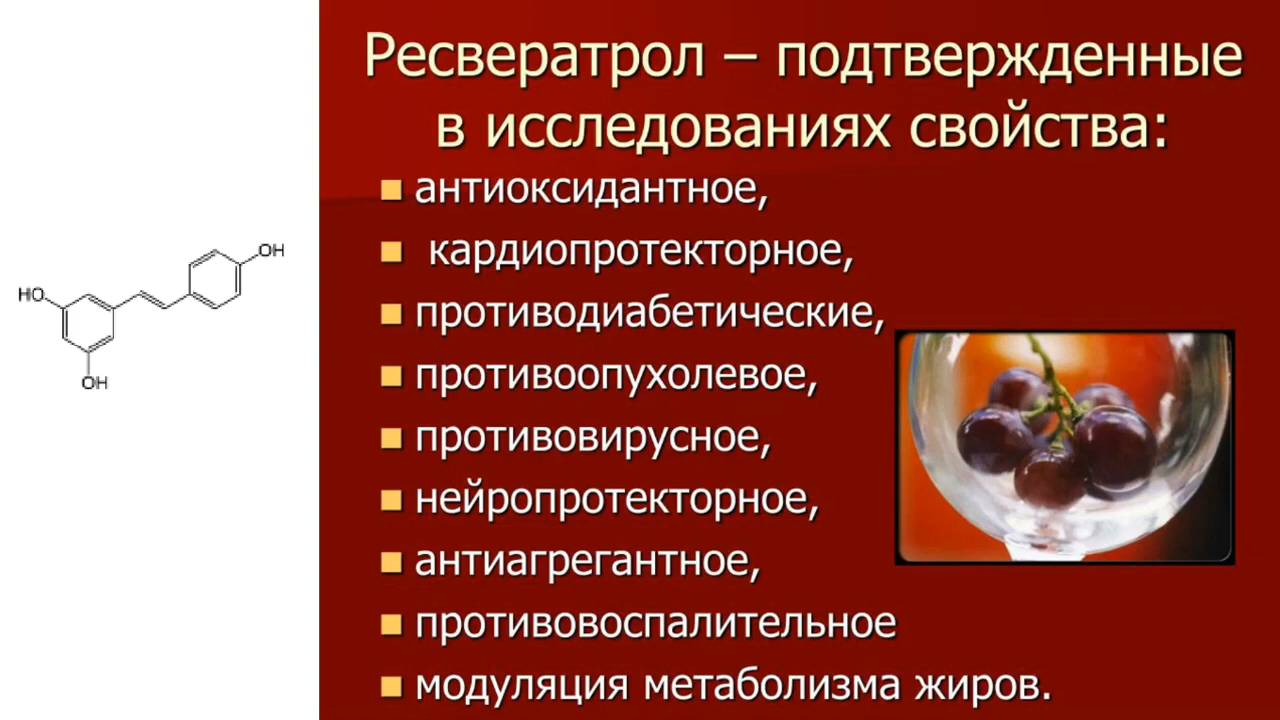 Ресвератрол – подтвержденные
в исследованиях свойства:
антиоксидантное,
кардиопротекторное,
противодиабетические,
противоопухолевое,
противовирусное,
нейропротекторное,
антиагрегантное,
противовоспалительное
модуляция метаболизма жиров.
OH
HO
OH